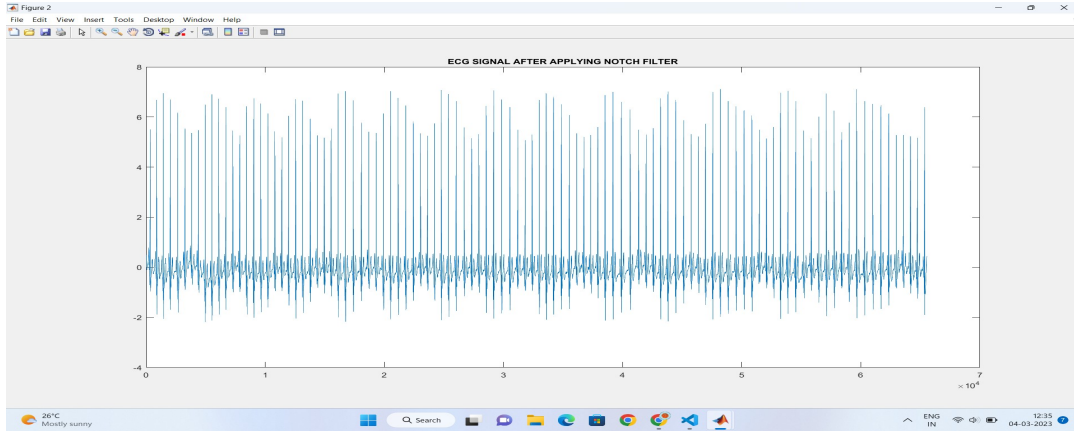 Figure 2
File Edit View Insert Tools Desktop Window Help
ECG SIGNAL AFTER APPLYING NOTCH FILTER
8
6
4
2
0
-2
-4
0 1 2 3 4 5 6 7
×10⁴
26°C
Mostly sunny
Search
ENG
IN
12:35
04-03-2023
7